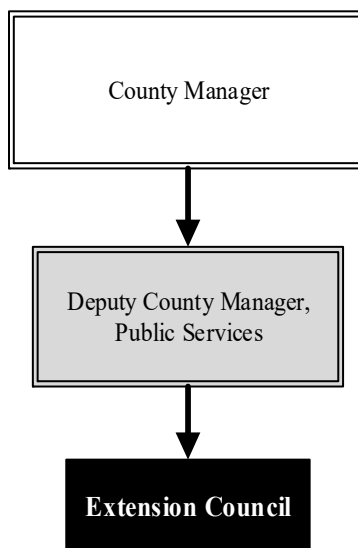 County Manager
Deputy County Manager,
Public Services
Extension Council